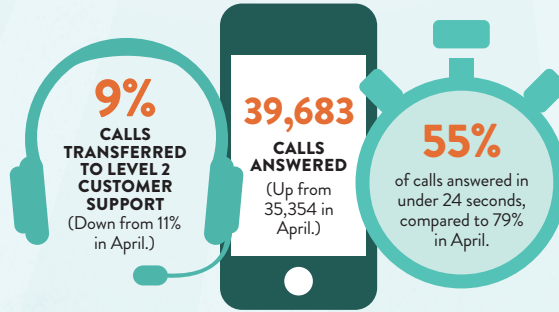 9%
CALLS
TRANSFERRED
TO LEVEL 2
CUSTOMER
SUPPORT
(Down from 11%
in April.)
39,683
CALLS
ANSWERED
(Up from
35,354 in
April.)
55%
of calls answered in
under 24 seconds,
compared to 79%
in April.